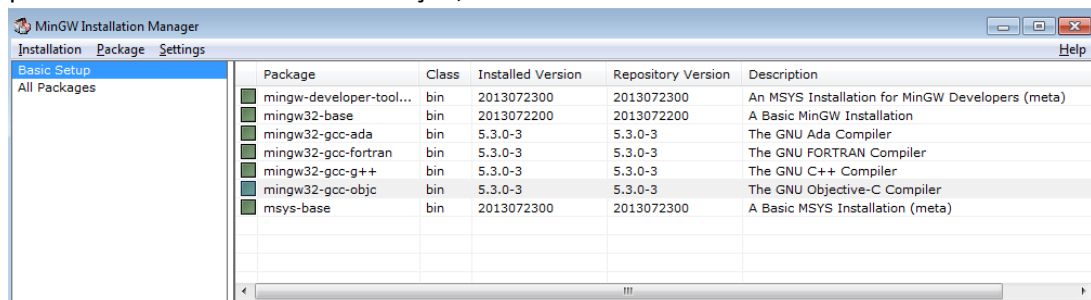 MinGW Installation Manager
Installation Package Settings Help
Basic Setup
All Packages
Package Class Installed Version Repository Version Description
mingw-developer-tool... bin 2013072300 2013072300 An MSYS Installation for MinGW Developers (meta)
mingw32-base bin 2013072200 2013072200 A Basic MinGW Installation
mingw32-gcc-ada bin 5.3.0-3 5.3.0-3 The GNU Ada Compiler
mingw32-gcc-fortran bin 5.3.0-3 5.3.0-3 The GNU FORTRAN Compiler
mingw32-gcc-g++ bin 5.3.0-3 5.3.0-3 The GNU C++ Compiler
mingw32-gcc-objc bin 5.3.0-3 5.3.0-3 The GNU Objective-C Compiler
msys-base bin 2013072300 2013072300 A Basic MSYS Installation (meta)